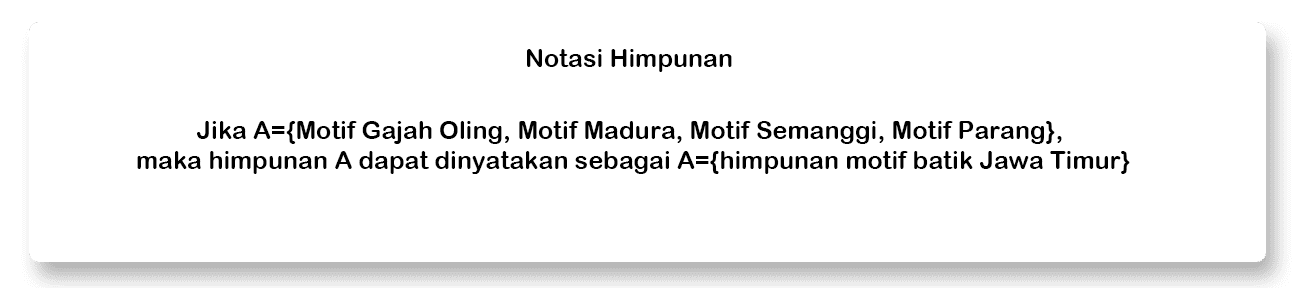 Notasi Himpunan
Jika A={Motif Gajah Oling, Motif Madura, Motif Semanggi, Motif Parang},
maka himpunan A dapat dinyatakan sebagai A={himpunan motif batik Jawa Timur}